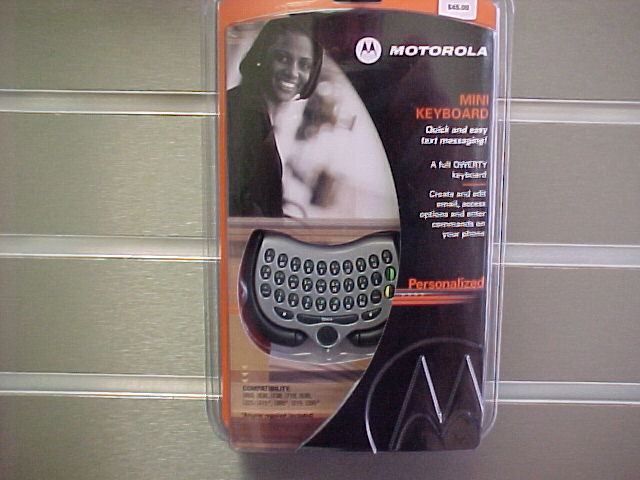 $45.00
MOTOROLA
MINI
KEYBOARD
Quick and easy
text messaging!
A full QWERTY
keyboard
Create and edit
email, access
options and enter
commands on
your phone
Personalized
COMPATIBILITY